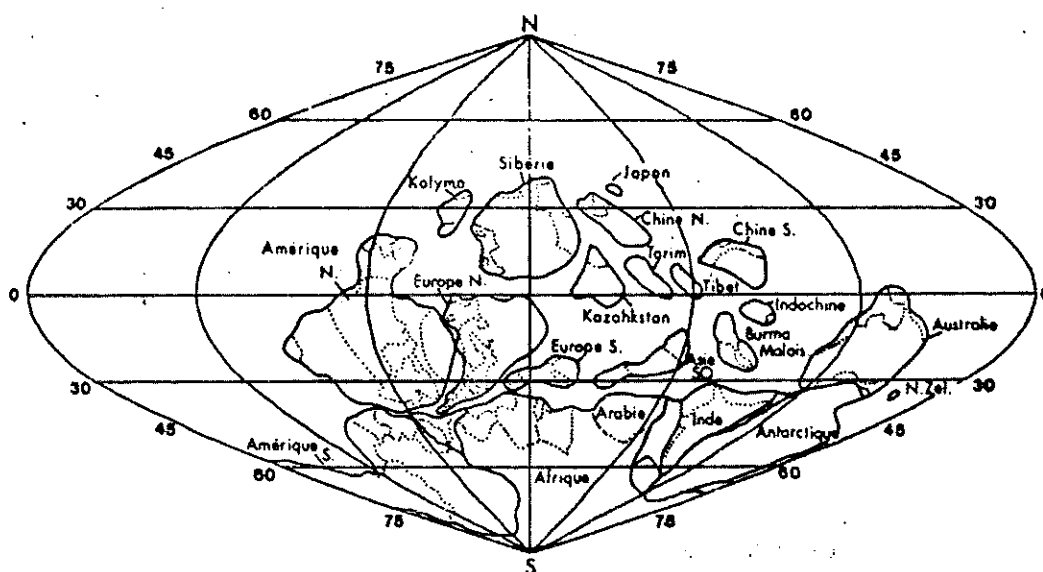 N
75 75
60 60
45 45
Sibérie
Japon
Kolyma
30 30
Chine N.
Chine S.
Amérique
N.
Tarim
Europe N.
Tibet
0 0
Indochine
Kazahkstan
Australie
Burma
Malais
Europe S.
Asie
30 30
N.Zel.
Arabie
Inde
Antarctique
45 45
Amérique
S.
60 60
Afrique
75 75
S